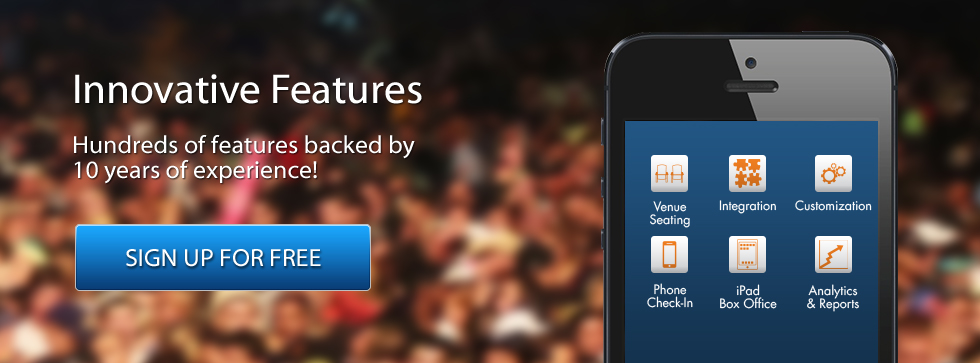 Innovative Features
Hundreds of features backed by
10 years of experience!
SIGN UP FOR FREE
Venue
Seating
Integration
Customization
Phone
Check-In
iPad
Box Office
Analytics
& Reports